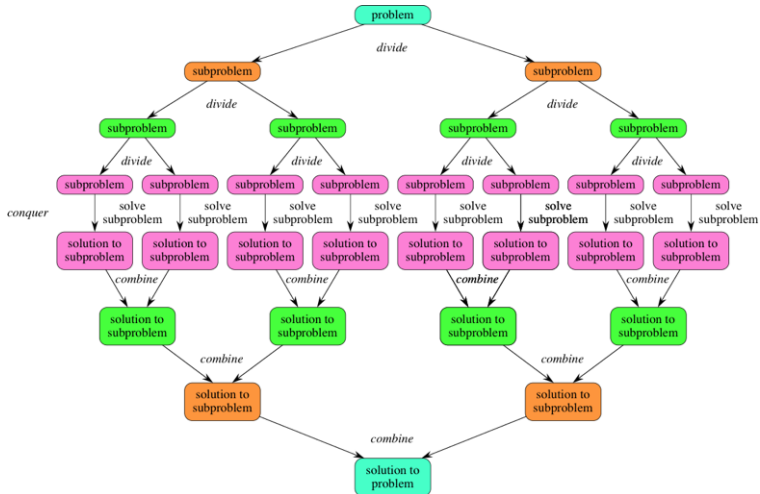 problem
divide
subproblem subproblem
divide divide
subproblem subproblem subproblem subproblem
divide divide divide divide
subproblem subproblem subproblem subproblem subproblem subproblem subproblem subproblem
conquer
solve solve solve solve solve solve solve solve
subproblem subproblem subproblem subproblem subproblem subproblem subproblem subproblem
solution to solution to solution to solution to solution to solution to solution to solution to
subproblem subproblem subproblem subproblem subproblem subproblem subproblem subproblem
combine combine combine combine
solution to solution to solution to solution to
subproblem subproblem subproblem subproblem
combine combine
solution to solution to
subproblem subproblem
combine
solution to
problem